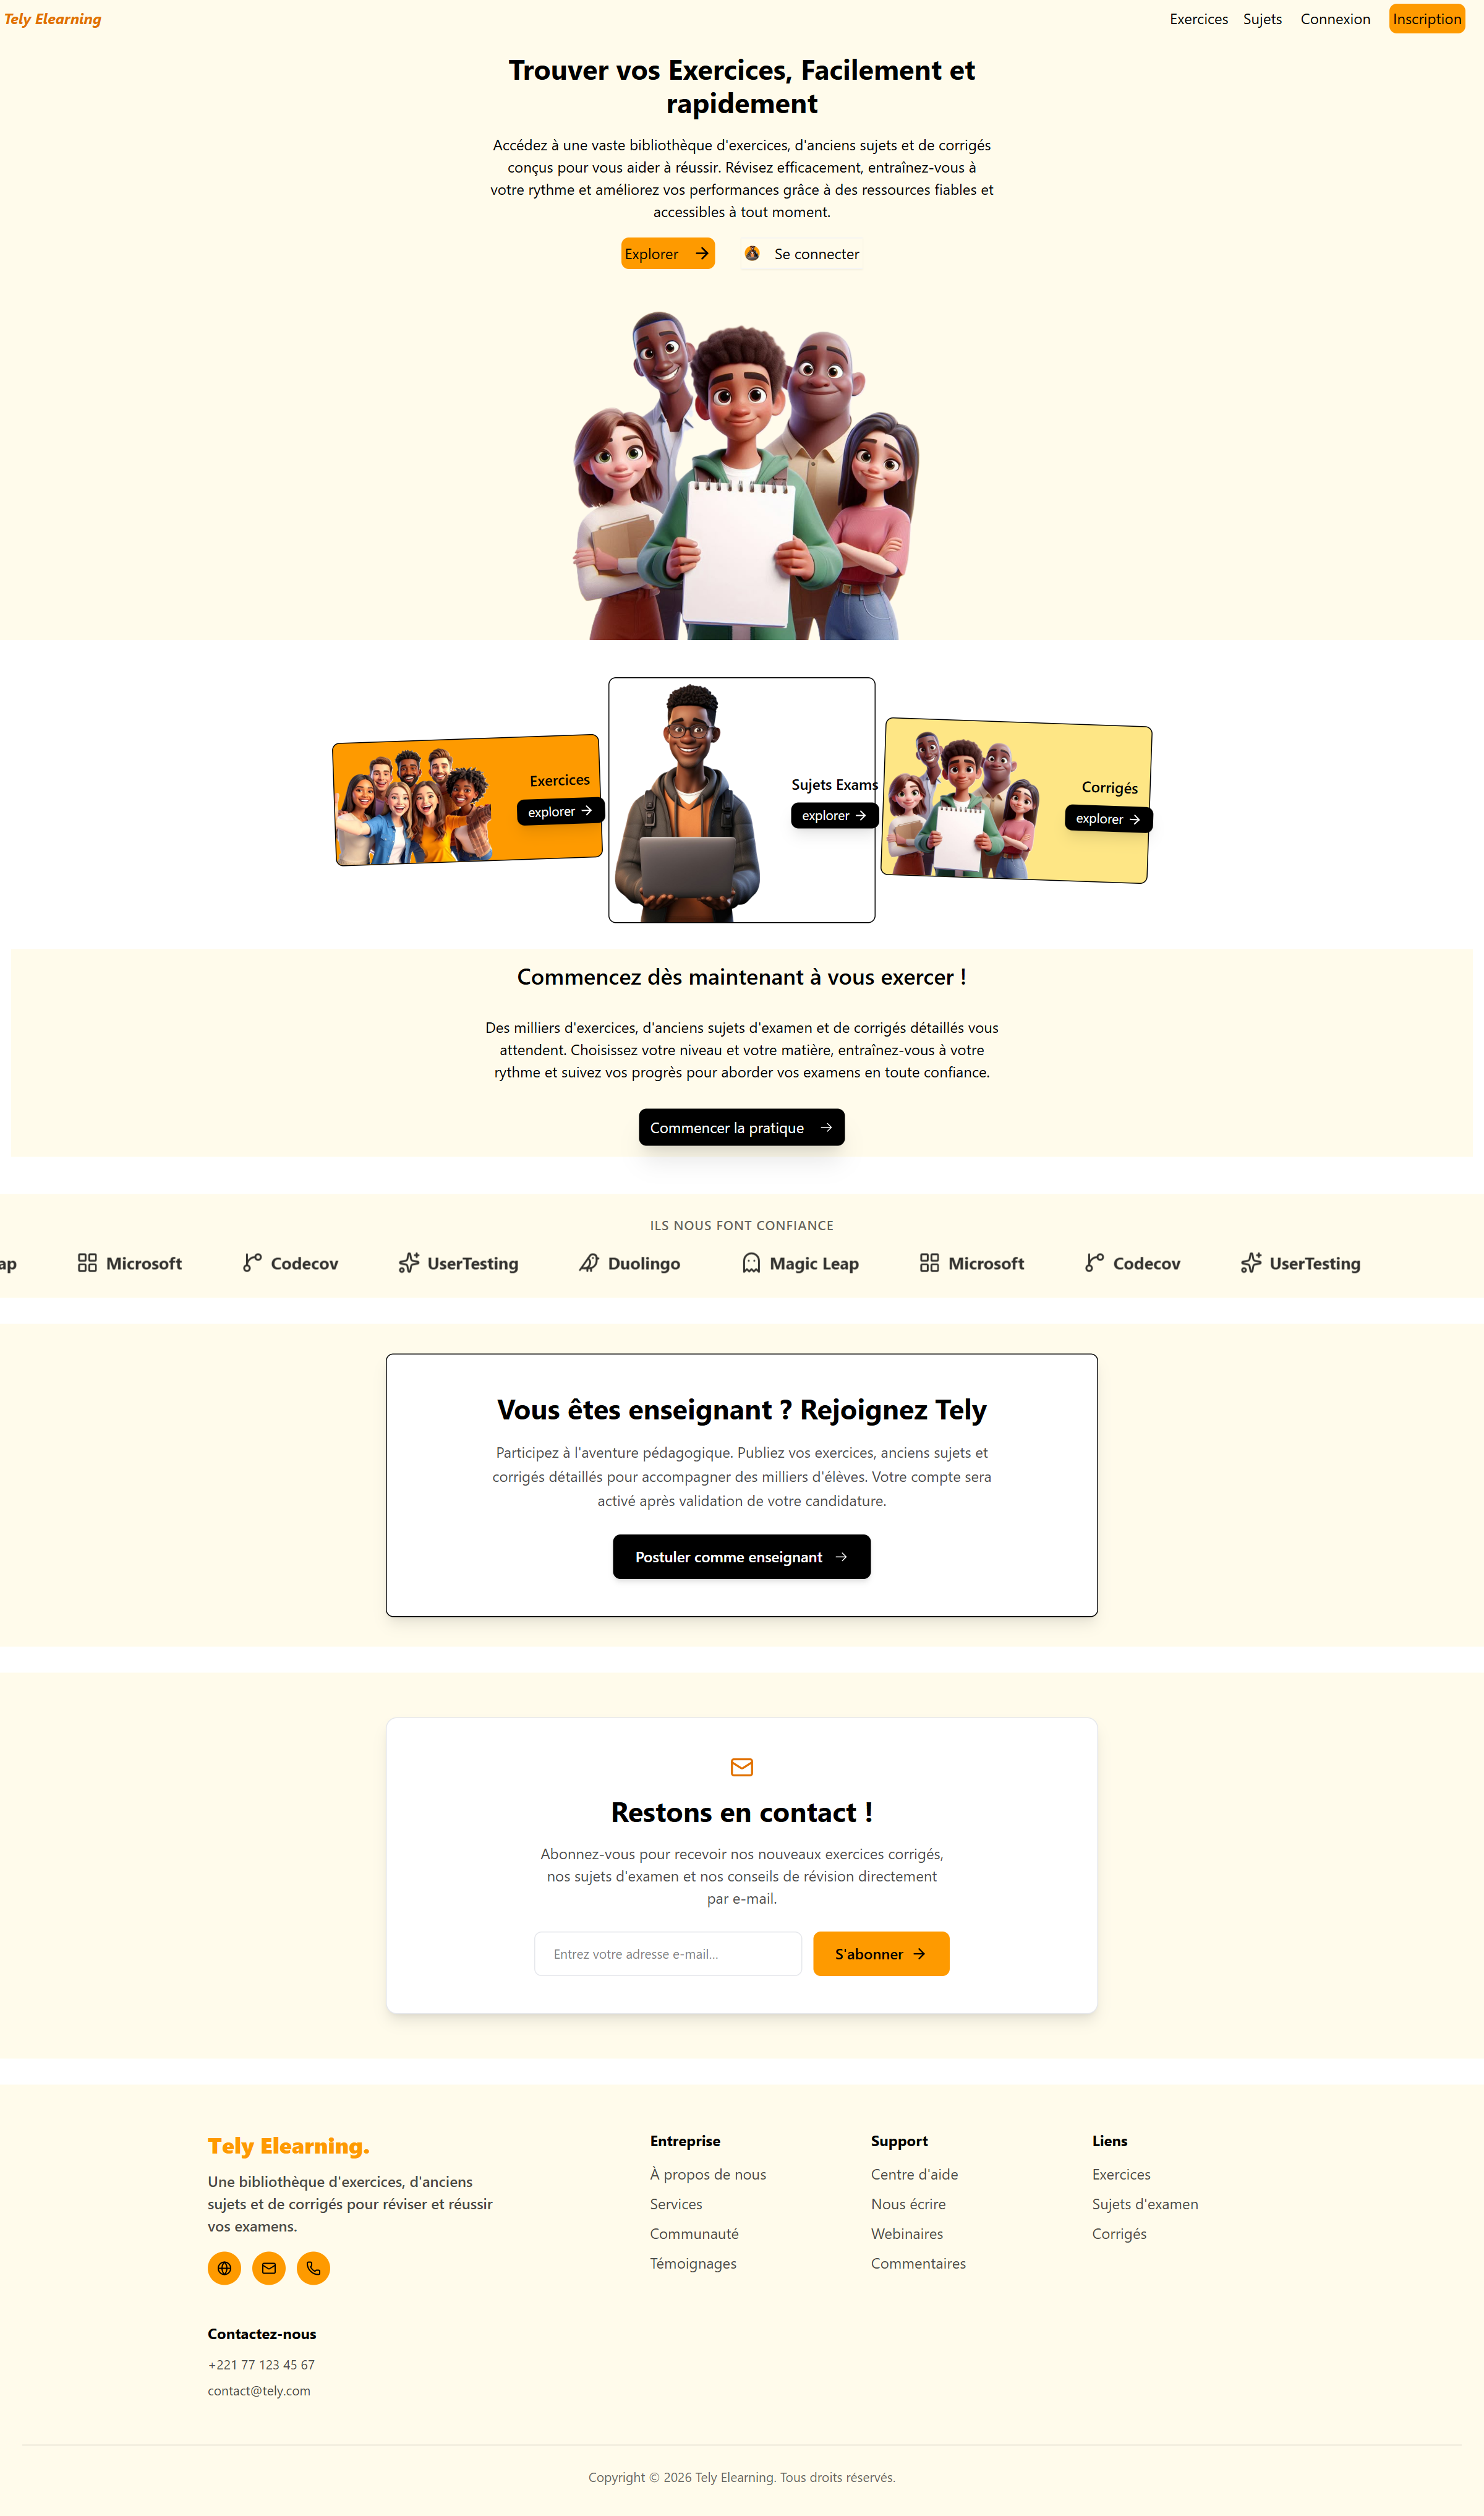 Tely Elearning
Exercices Sujets Connexion Inscription
Trouver vos Exercices, Facilement et
rapidement
Accédez à une vaste bibliothèque d'exercices, d'anciens sujets et de corrigés
conçus pour vous aider à réussir. Révisez efficacement, entraînez-vous à
votre rythme et améliorez vos performances grâce à des ressources fiables et
accessibles à tout moment.
Explorer
Se connecter
Exercices
explorer
Sujets Exams
explorer
Corrigés
explorer
Commencez dès maintenant à vous exercer !
Des milliers d'exercices, d'anciens sujets d'examen et de corrigés détaillés vous
attendent. Choisissez votre niveau et votre matière, entraînez-vous à votre
rythme et suivez vos progrès pour aborder vos examens en toute confiance.
Commencer la pratique
ILS NOUS FONT CONFIANCE
ap Microsoft Codecov UserTesting Duolingo Magic Leap Microsoft Codecov UserTesting
Vous êtes enseignant ? Rejoignez Tely
Participez à l'aventure pédagogique. Publiez vos exercices, anciens sujets et
corrigés détaillés pour accompagner des milliers d'élèves. Votre compte sera
activé après validation de votre candidature.
Postuler comme enseignant
Restons en contact !
Abonnez-vous pour recevoir nos nouveaux exercices corrigés,
nos sujets d'examen et nos conseils de révision directement
par e-mail.
Entrez votre adresse e-mail...
S'abonner
Tely Elearning.
Une bibliothèque d'exercices, d'anciens
sujets et de corrigés pour réviser et réussir
vos examens.
Contactez-nous
+221 77 123 45 67
contact@tely.com
Entreprise
À propos de nous
Services
Communauté
Témoignages
Support
Centre d'aide
Nous écrire
Webinaires
Commentaires
Liens
Exercices
Sujets d'examen
Corrigés
Copyright © 2026 Tely Elearning. Tous droits réservés.